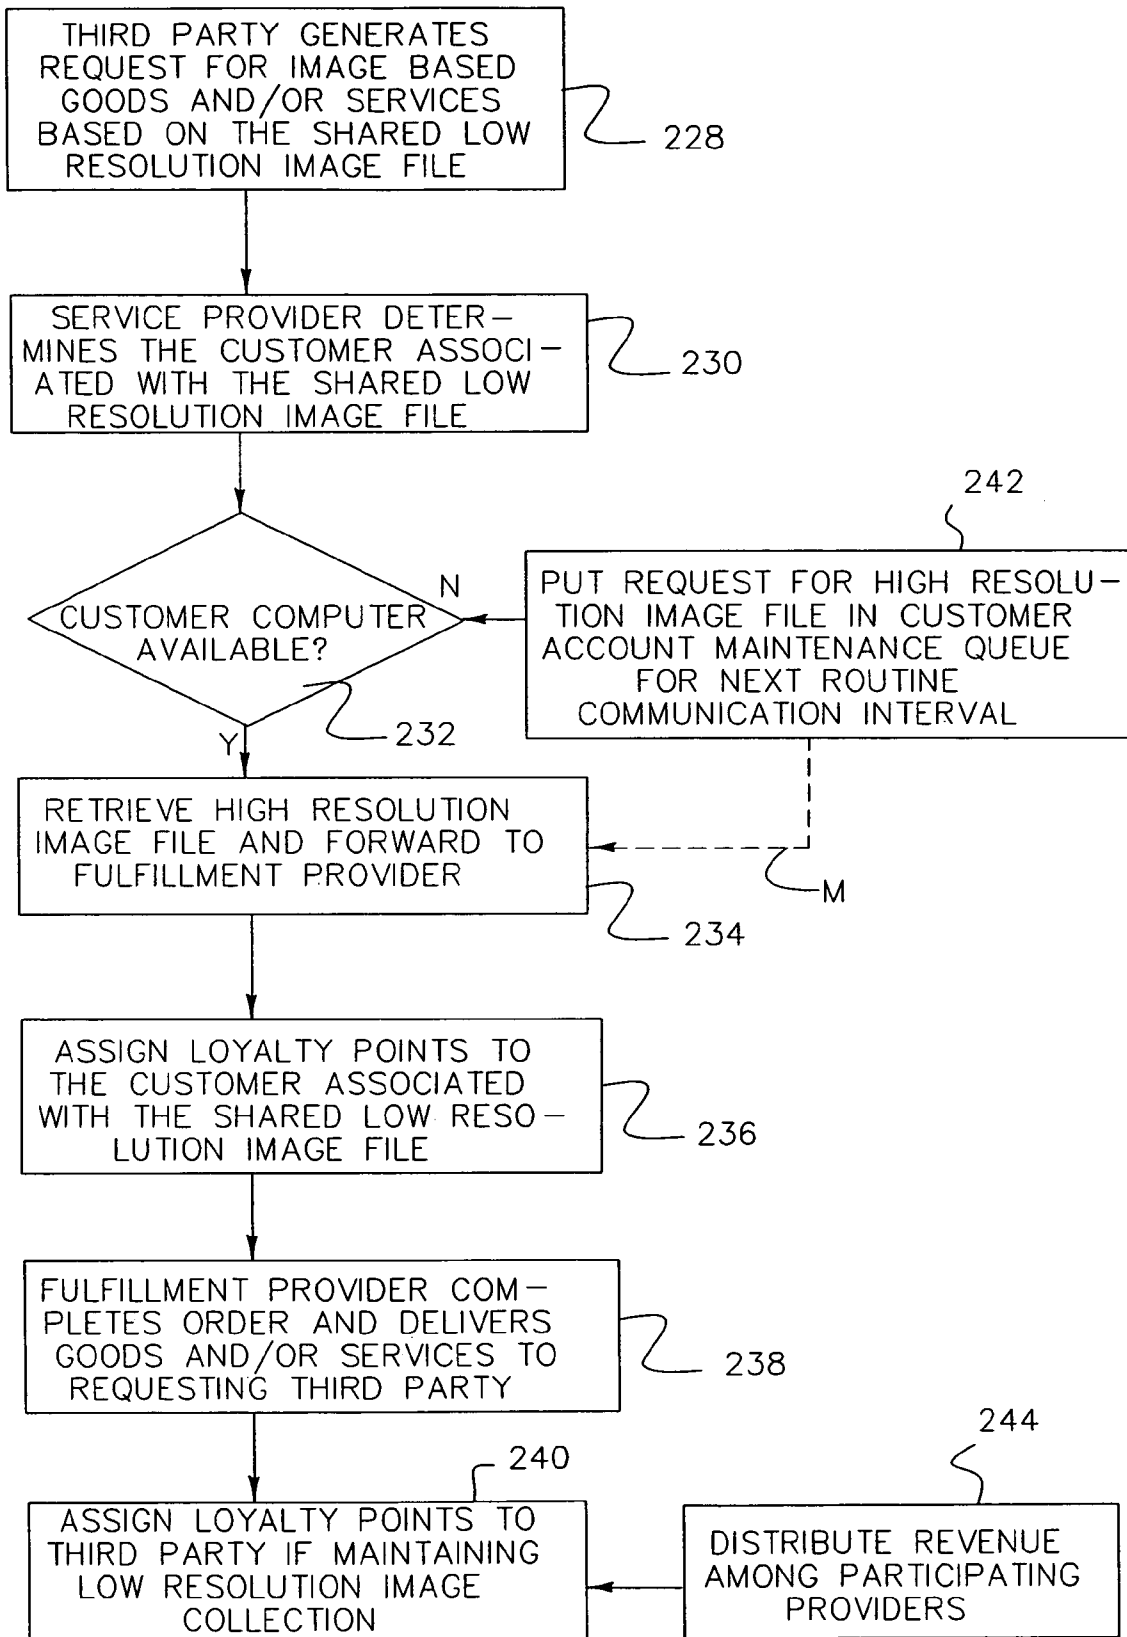 THIRD PARTY GENERATES
REQUEST FOR IMAGE BASED
GOODS AND/OR SERVICES
BASED ON THE SHARED LOW
RESOLUTION IMAGE FILE
228
SERVICE PROVIDER DETER-
MINES THE CUSTOMER ASSOCI-
ATED WITH THE SHARED LOW
RESOLUTION IMAGE FILE
230
CUSTOMER COMPUTER
AVAILABLE?
N
Y
232
242
PUT REQUEST FOR HIGH RESOLU-
TION IMAGE FILE IN CUSTOMER
ACCOUNT MAINTENANCE QUEUE
FOR NEXT ROUTINE
COMMUNICATION INTERVAL
M
RETRIEVE HIGH RESOLUTION
IMAGE FILE AND FORWARD TO
FULFILLMENT PROVIDER
234
ASSIGN LOYALTY POINTS TO
THE CUSTOMER ASSOCIATED
WITH THE SHARED LOW RESO-
LUTION IMAGE FILE
236
FULFILLMENT PROVIDER COM-
PLETES ORDER AND DELIVERS
GOODS AND/OR SERVICES TO
REQUESTING THIRD PARTY
238
240
ASSIGN LOYALTY POINTS TO
THIRD PARTY IF MAINTAINING
LOW RESOLUTION IMAGE
COLLECTION
244
DISTRIBUTE REVENUE
AMONG PARTICIPATING
PROVIDERS